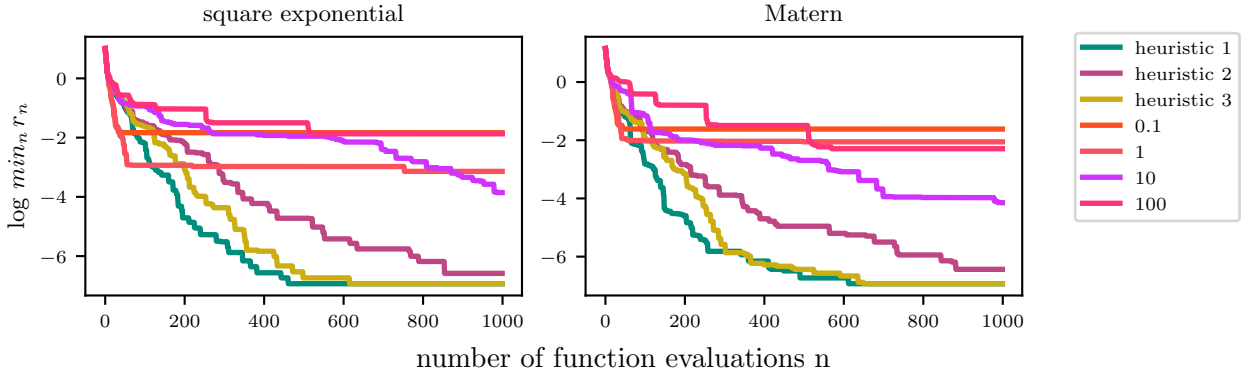 square exponential
Matern
log min_n r_n
0
−2
−4
−6
0
−2
−4
−6
0 200 400 600 800 1000
0 200 400 600 800 1000
number of function evaluations n
heuristic 1
heuristic 2
heuristic 3
0.1
1
10
100